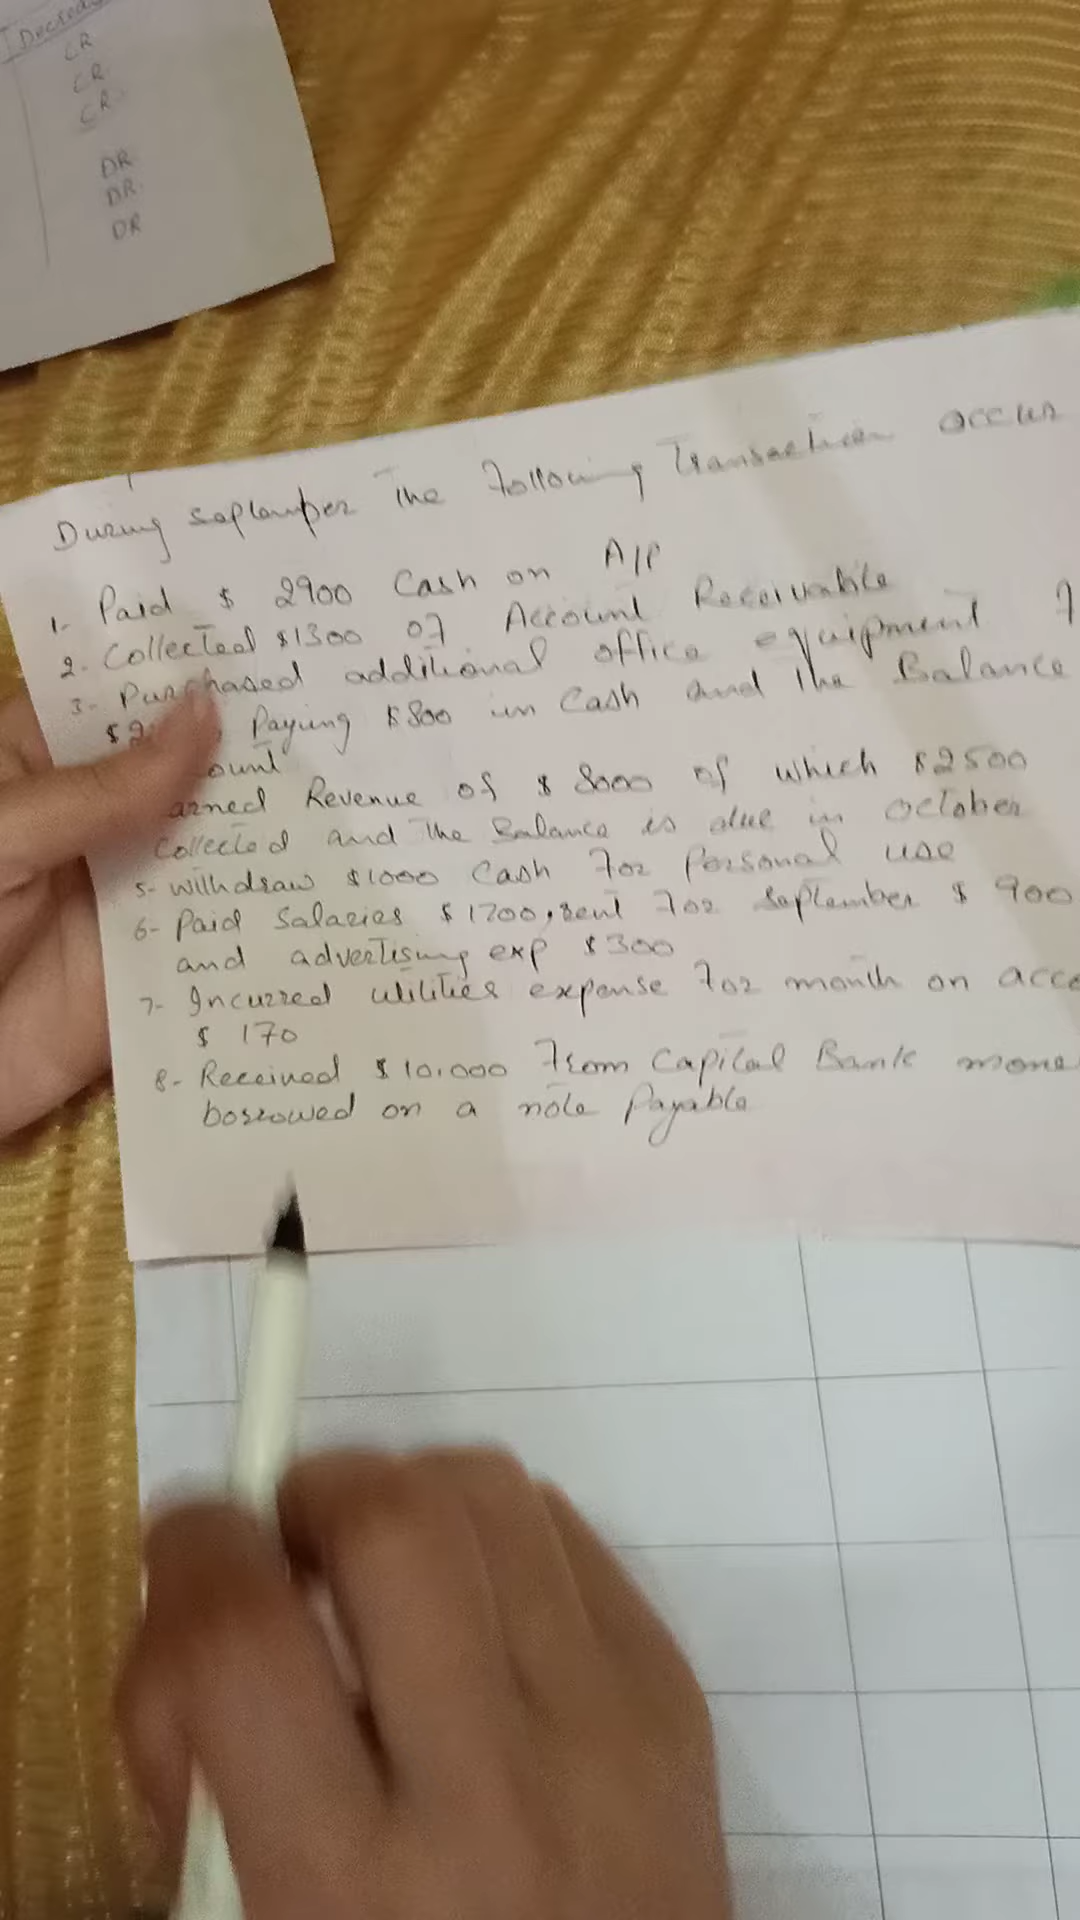 CR
CR
CR
DR
DR
DR
During the following Transaction occur
1- Paid $ 2900 Cash on A/P
2- Collected $1300 of Account Receivable
3- Purchased additional office equipment
Paying $800 in Cash and the Balance
ount
arned Revenue of $ 8000 of which $2500
Collected and the Balance is due in October
5- withdraw $1000 Cash for Personal use
6- Paid Salaries $1700, rent for September $ 900
and advertising exp $300
7- Incurred utilities expense for month on acco
$ 170
8- Received $10,000 from Capital Bank mone
borrowed on a note Payable